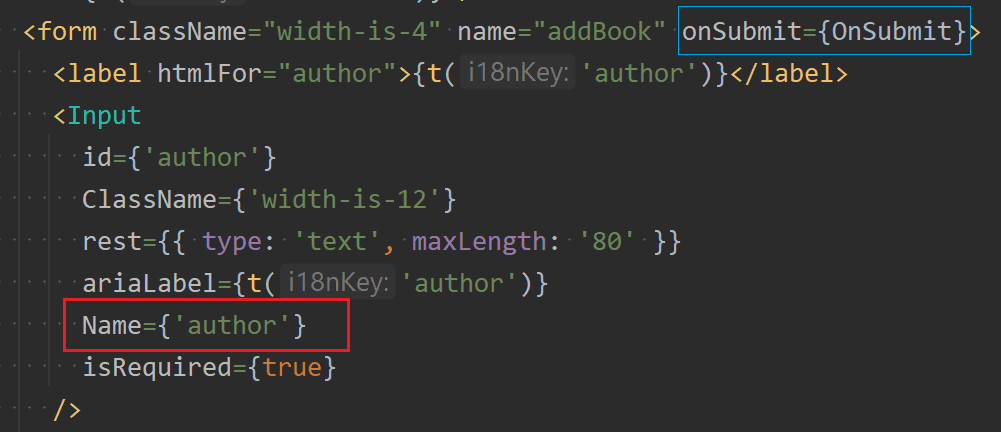 <form className="width-is-4" name="addBook" onSubmit={OnSubmit}>
<label htmlFor="author">{t( i18nKey: 'author')}</label>
<Input
id={'author'}
ClassName={'width-is-12'}
rest={{ type: 'text', maxLength: '80' }}
ariaLabel={t( i18nKey: 'author')}
Name={'author'}
isRequired={true}
/>